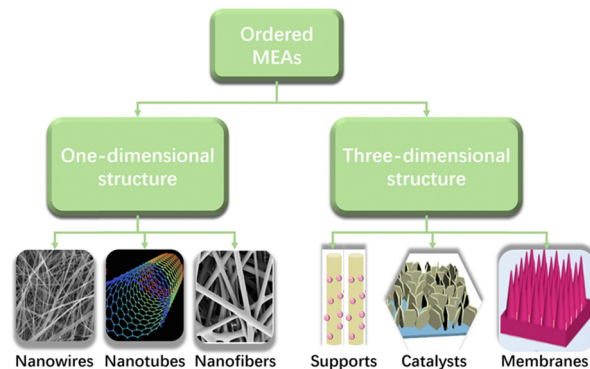 Ordered
MEAs
One-dimensional
structure
Three-dimensional
structure
Nanowires
Nanotubes
Nanofibers
Supports
Catalysts
Membranes